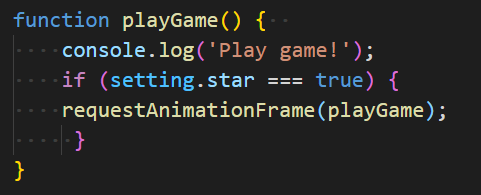 function playGame() {
console.log('Play game!');
if (setting.star === true) {
requestAnimationFrame(playGame);
}
}